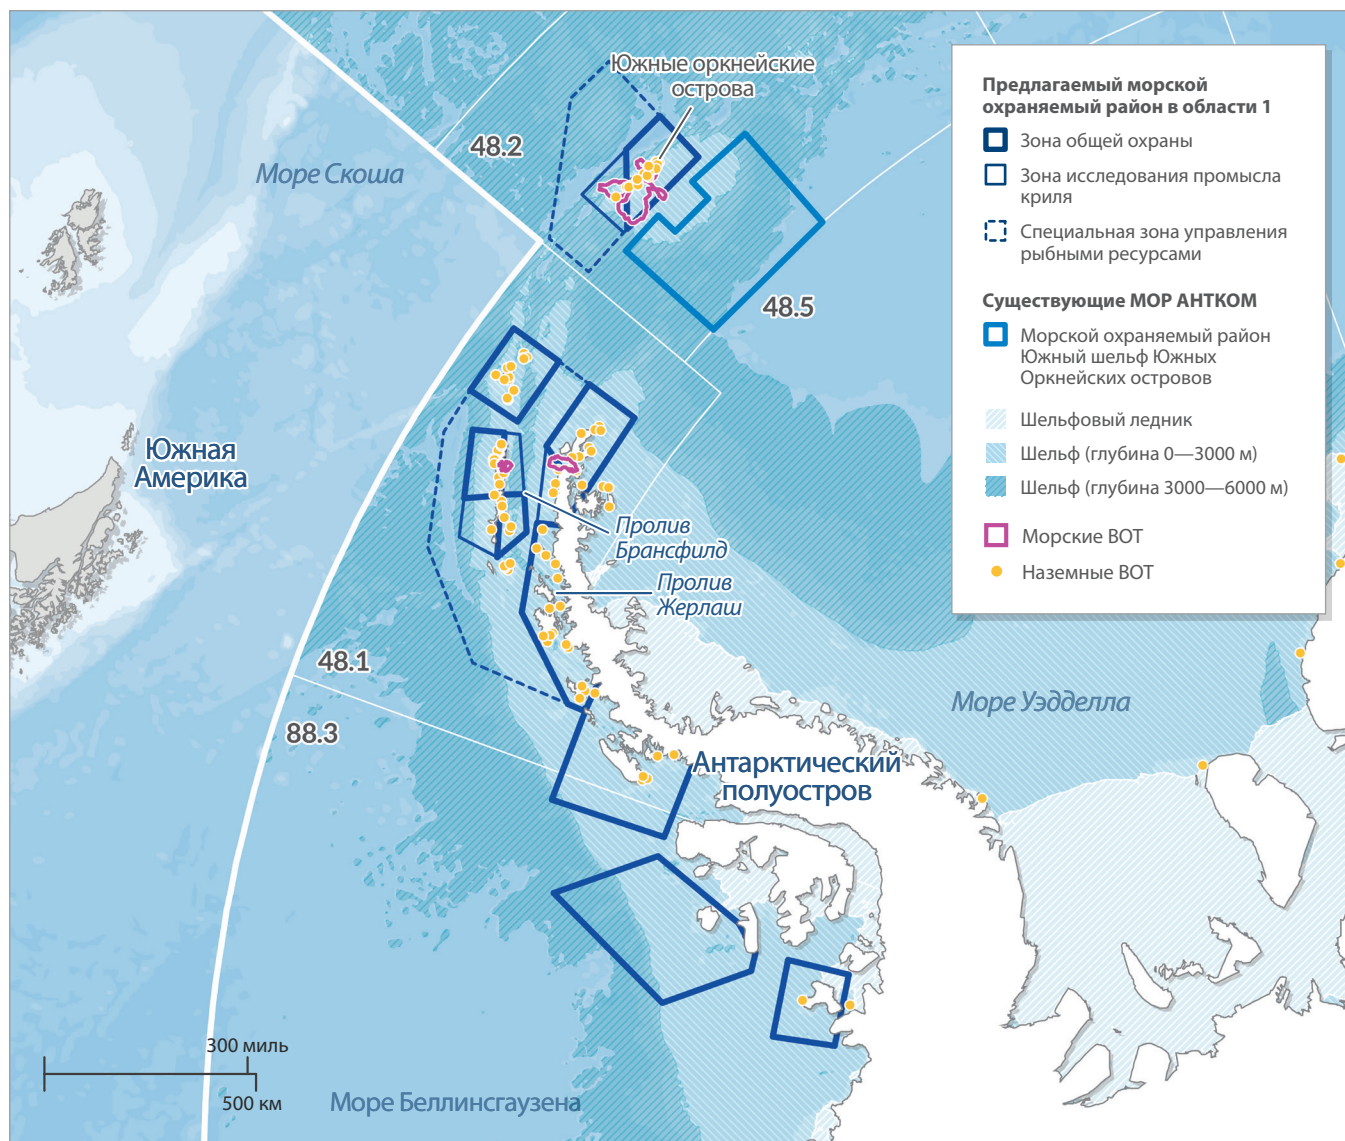 Южные оркнейские
острова
48.2
Море Скоша
48.5
Южная
Америка
Пролив
Брансфилд
Пролив
Жерлаш
48.1
88.3
Море Уэдделла
Антарктический
полуостров
300 миль
500 км
Море Беллинсгаузена
Предлагаемый морской
охраняемый район в области 1
Зона общей охраны
Зона исследования промысла
криля
Специальная зона управления
рыбными ресурсами
Существующие МОР АНТКОМ
Морской охраняемый район
Южный шельф Южных
Оркнейских островов
Шельфовый ледник
Шельф (глубина 0—3000 м)
Шельф (глубина 3000—6000 м)
Морские ВОТ
Наземные ВОТ